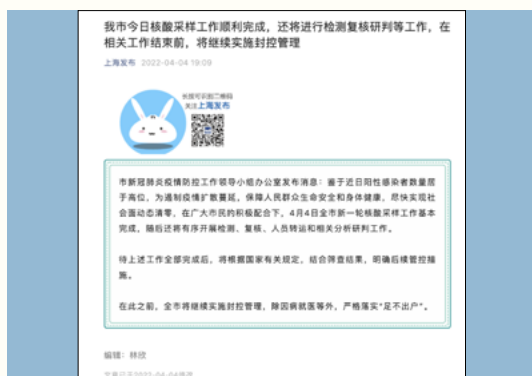 我市今日核酸采样工作顺利完成，还将进行检测复核研判等工作，在
相关工作结束前，将继续实施封控管理
上海发布 2022-04-04 19:09
长按可识别二维码
关注上海发布
市新冠肺炎疫情防控工作领导小组办公室发布消息：鉴于近日阳性感染者数量居
于高位，为遏制疫情扩散蔓延，保障人民群众生命安全和身体健康，尽快实现社
会面动态清零，在广大市民的积极配合下，4月4日全市新一轮核酸采样工作基本
完成，随后还将有序开展检测、复核、人员转运和相关分析研判工作。
待上述工作全部完成后，将根据国家有关规定，结合筛查结果，明确后续管控措
施。
在此之前，全市将继续实施封控管理，除因病就医等外，严格落实“足不出户”。
编辑：林欣